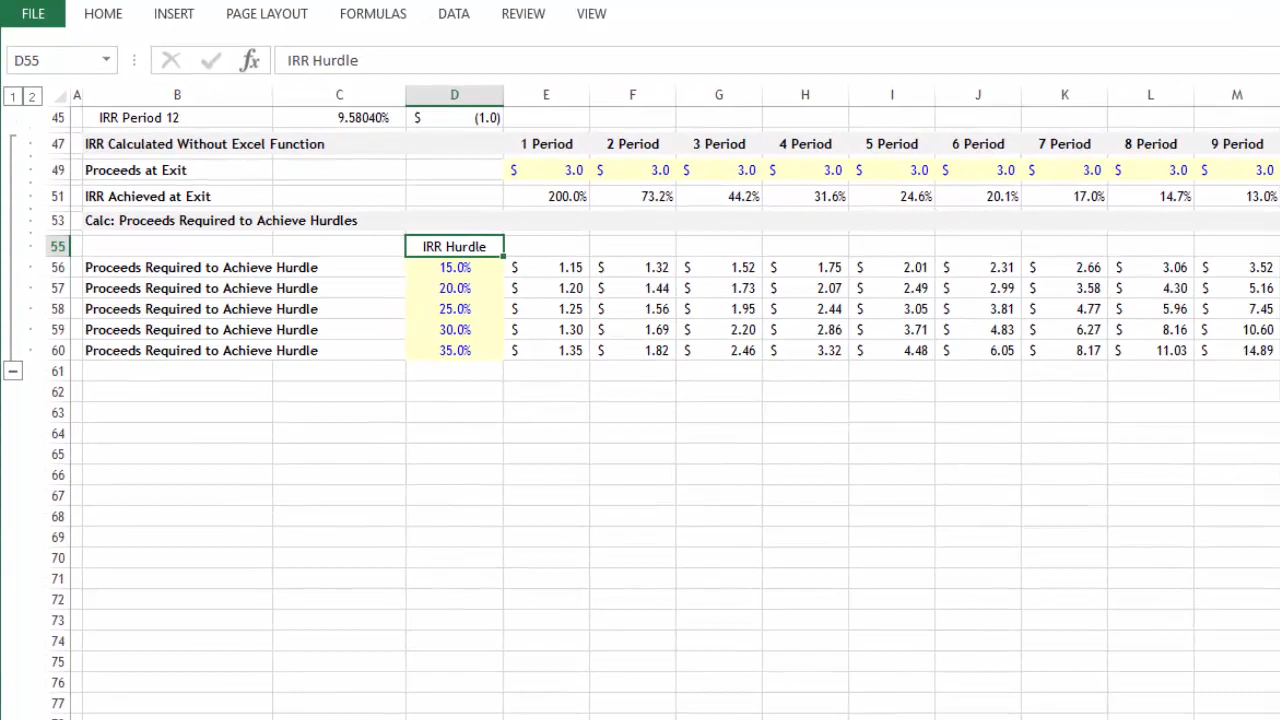 FILE HOME INSERT PAGE LAYOUT FORMULAS DATA REVIEW VIEW
D55 fx IRR Hurdle
1 2 A B C D E F G H I J K L M
45 IRR Period 12 9.58040% $ (1.0)
47 IRR Calculated Without Excel Function 1 Period 2 Period 3 Period 4 Period 5 Period 6 Period 7 Period 8 Period 9 Period
49 Proceeds at Exit $ 3.0 $ 3.0 $ 3.0 $ 3.0 $ 3.0 $ 3.0 $ 3.0 $ 3.0 $ 3.0
51 IRR Achieved at Exit 200.0% 73.2% 44.2% 31.6% 24.6% 20.1% 17.0% 14.7% 13.0%
53 Calc: Proceeds Required to Achieve Hurdles
55 IRR Hurdle
56 Proceeds Required to Achieve Hurdle 15.0% $ 1.15 $ 1.32 $ 1.52 $ 1.75 $ 2.01 $ 2.31 $ 2.66 $ 3.06 $ 3.52
57 Proceeds Required to Achieve Hurdle 20.0% $ 1.20 $ 1.44 $ 1.73 $ 2.07 $ 2.49 $ 2.99 $ 3.58 $ 4.30 $ 5.16
58 Proceeds Required to Achieve Hurdle 25.0% $ 1.25 $ 1.56 $ 1.95 $ 2.44 $ 3.05 $ 3.81 $ 4.77 $ 5.96 $ 7.45
59 Proceeds Required to Achieve Hurdle 30.0% $ 1.30 $ 1.69 $ 2.20 $ 2.86 $ 3.71 $ 4.83 $ 6.27 $ 8.16 $ 10.60
60 Proceeds Required to Achieve Hurdle 35.0% $ 1.35 $ 1.82 $ 2.46 $ 3.32 $ 4.48 $ 6.05 $ 8.17 $ 11.03 $ 14.89
61
62
63
64
65
66
67
68
69
70
71
72
73
74
75
76
77